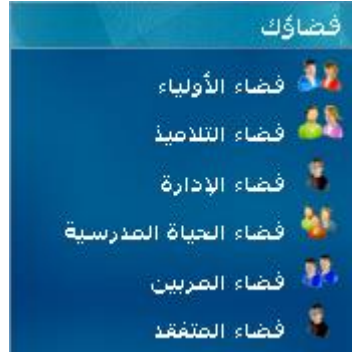 فضاؤك
فضاء الأولياء
فضاء التلاميذ
فضاء الإدارة
فضاء الحياة المدرسية
فضاء المربين
فضاء المتفقد